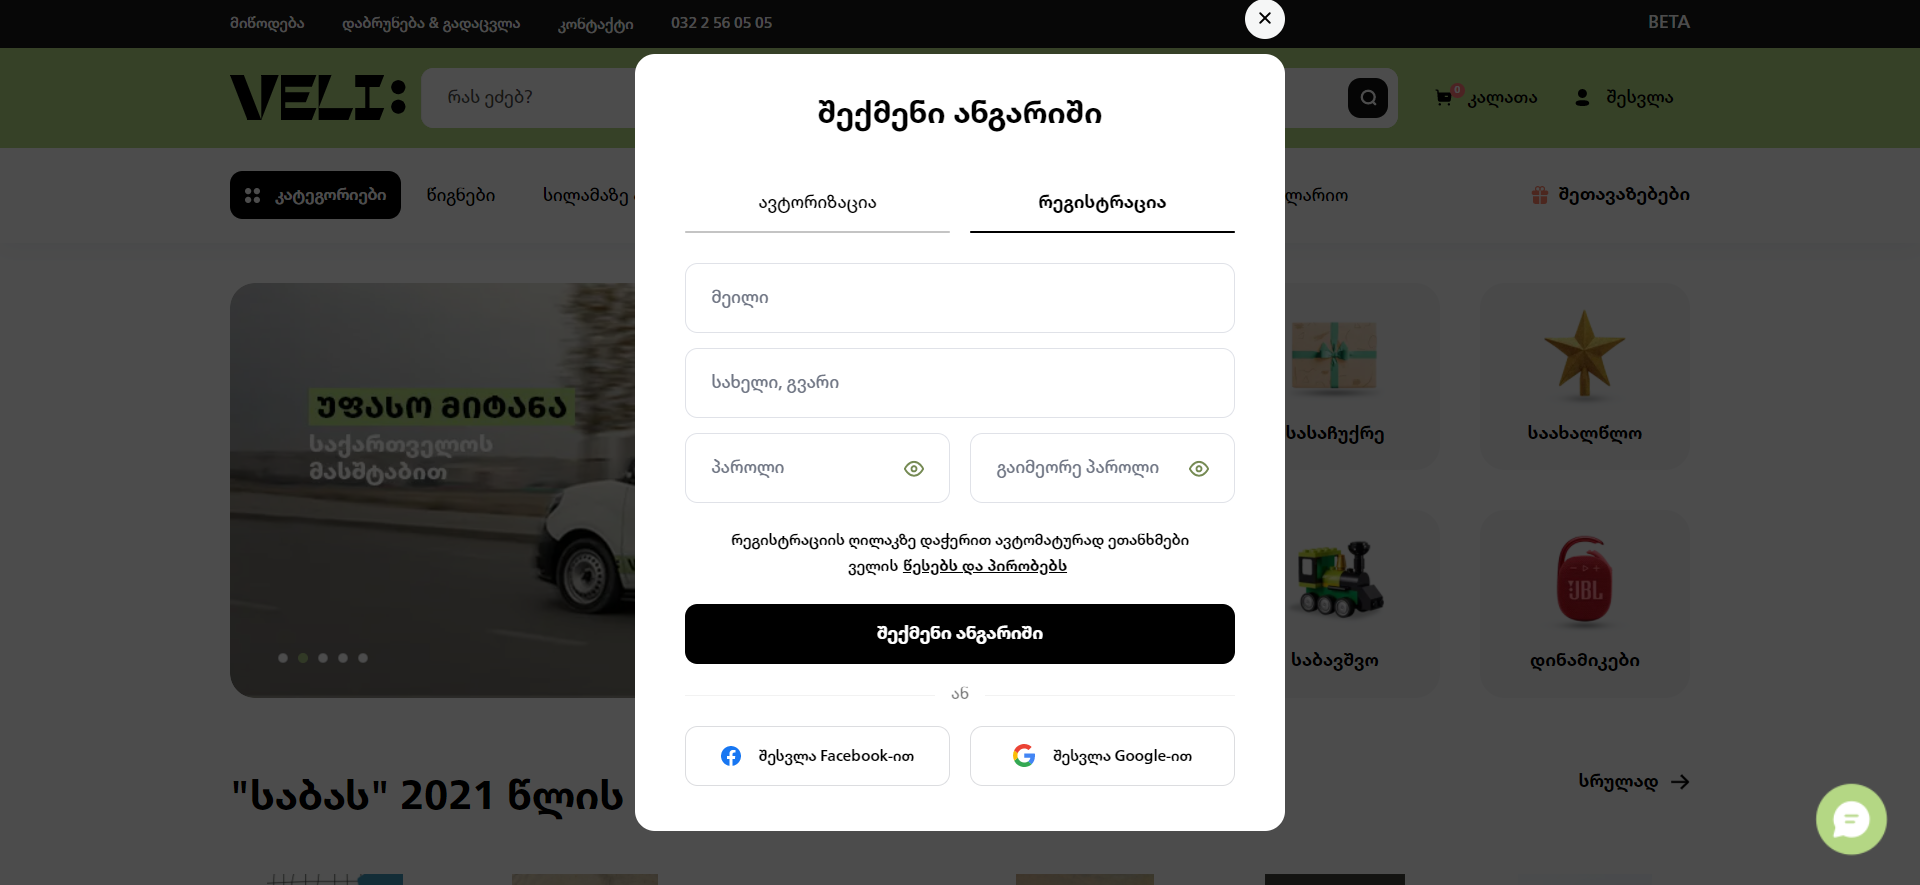 მიწოდება
დაბრუნება & გადაცვლა
კონტაქტი
032 2 56 05 05
BETA
VELI:
რას ეძებ?
0
კალათა
შესვლა
კატეგორიები
წიგნები
სილამაზე
ლარიო
შეთავაზებები
უფასო მიტანა
საქართველოს
მასშტაბით
შექმენი ანგარიში
ავტორიზაცია
რეგისტრაცია
მეილი
სახელი, გვარი
პაროლი
გაიმეორე პაროლი
რეგისტრაციის ღილაკზე დაჭერით ავტომატურად ეთანხმები
ველის წესებს და პირობებს
შექმენი ანგარიში
ან
შესვლა Facebook-ით
შესვლა Google-ით
სასაჩუქრე
საახალწლო
საბავშვო
JBL
დინამიკები
"საბას" 2021 წლის
სრულად